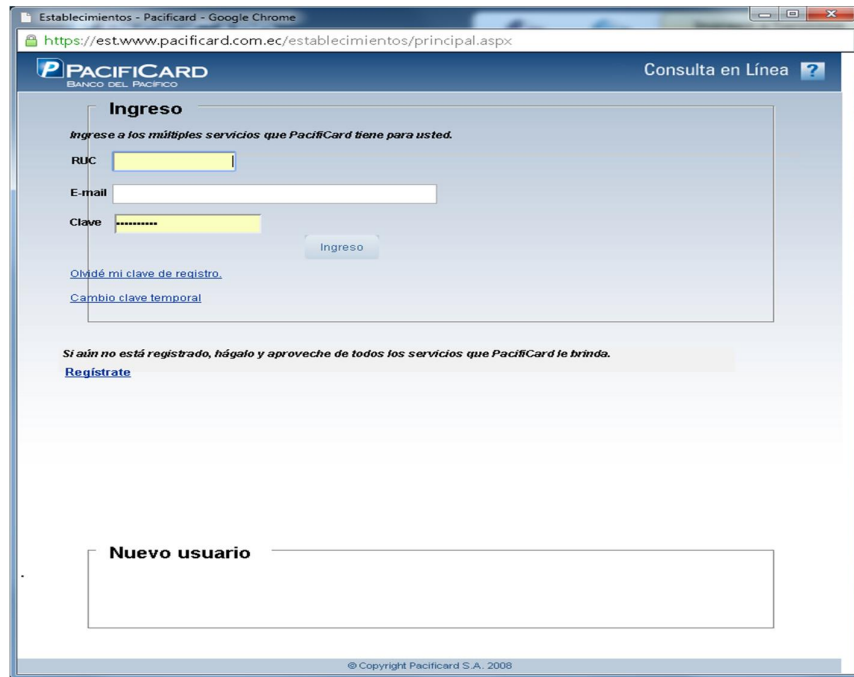 Establecimientos - Pacificard - Google Chrome
https://est.www.pacificard.com.ec/establecimientos/principal.aspx
PACIFICARD
BANCO DEL PACÍFICO
Consulta en Línea ?
Ingreso
Ingrese a los múltiples servicios que PacifiCard tiene para usted.
RUC
E-mail
Clave ••••••••••
Ingreso
Olvidé mi clave de registro.
Cambio clave temporal
Si aún no está registrado, hágalo y aproveche de todos los servicios que PacifiCard le brinda.
Regístrate
Nuevo usuario
.
© Copyright Pacificard S.A. 2008